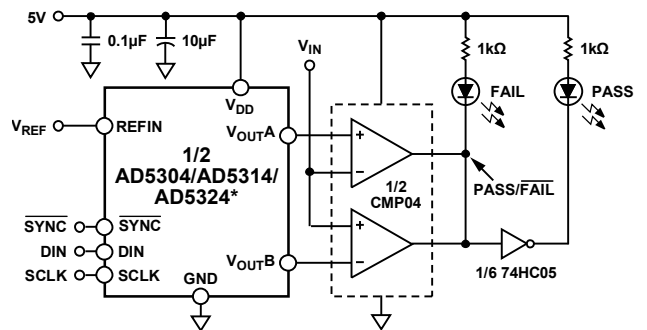 5V
0.1µF
10µF
VIN
1kΩ
1kΩ
FAIL
PASS
VDD
VREF
REFIN
VOUTA
1/2
AD5304/AD5314/
AD5324*
+
−
1/2
CMP04
PASS/FAIL
SYNC
SYNC
DIN
DIN
SCLK
SCLK
VOUTB
GND
+
−
1/6 74HC05